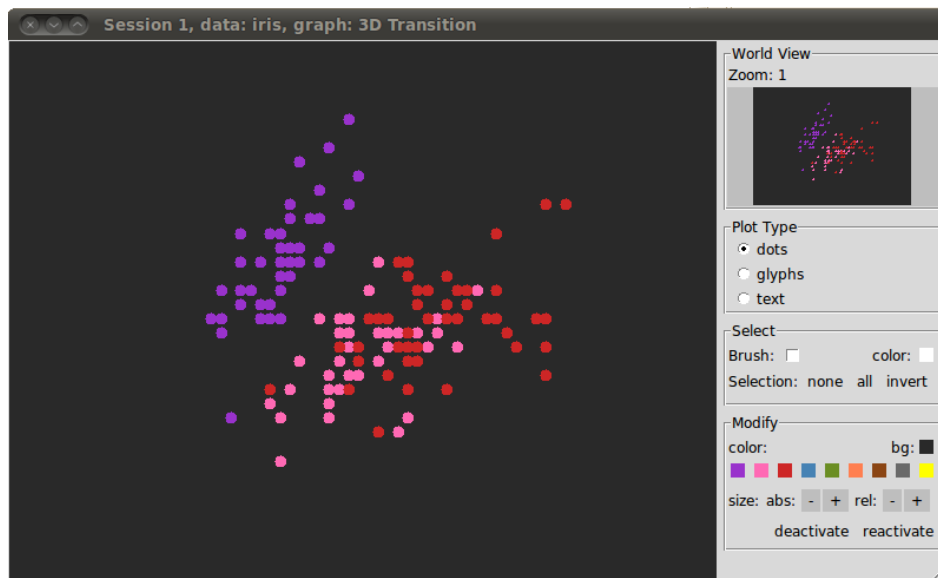 Session 1, data: iris, graph: 3D Transition
World View
Zoom: 1
Plot Type
dots
glyphs
text
Select
Brush: color:
Selection: none all invert
Modify
color: bg:
size: abs: - + rel: - +
deactivate reactivate